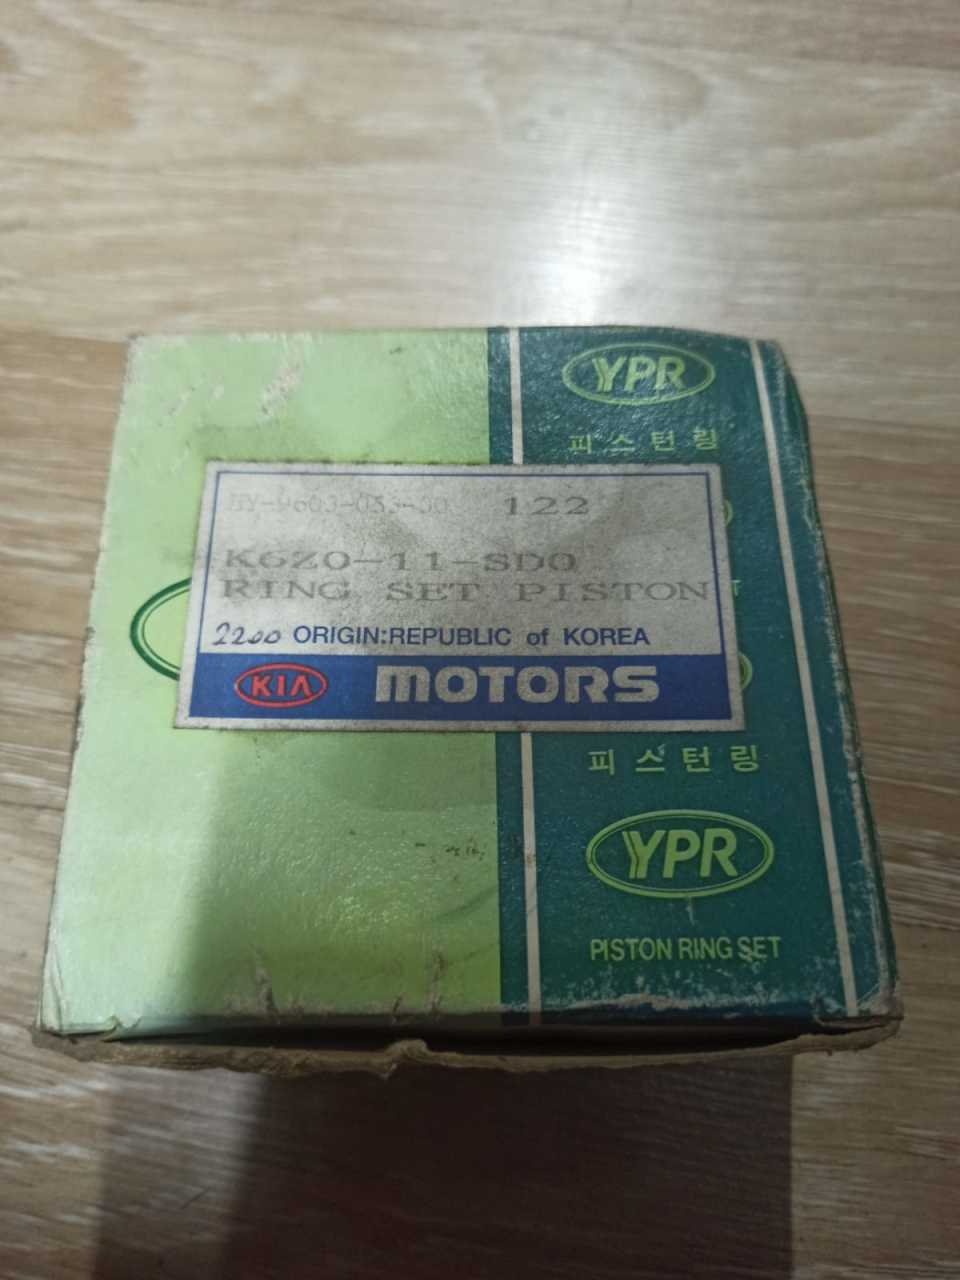 YPR
피스턴링
HY-9603-053-00 122
K6Z0-11-SD0
RING SET PISTON
2200 ORIGIN:REPUBLIC of KOREA
KIA MOTORS
피스턴링
YPR
PISTON RING SET